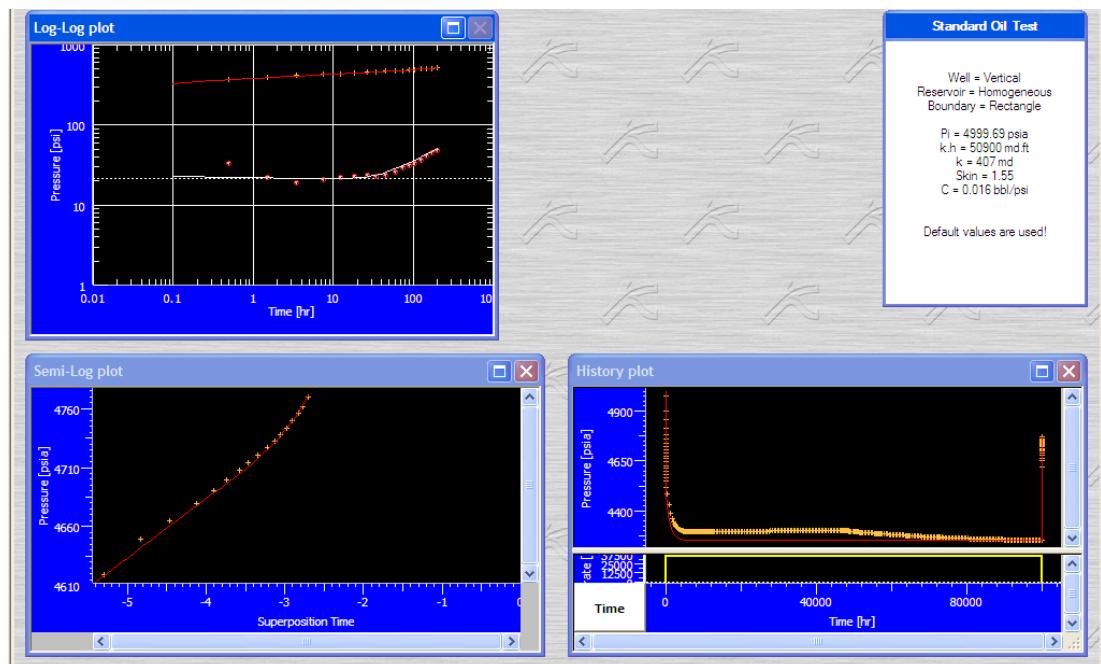 Log-Log plot
1000
100
10
1
Pressure [psi]
0.01 0.1 1 10 100 10
Time [hr]
Standard Oil Test
Well = Vertical
Reservoir = Homogeneous
Boundary = Rectangle
Pi = 4999.69 psia
k.h = 50900 md.ft
k = 407 md
Skin = 1.55
C = 0.016 bbl/psi
Default values are used!
Semi-Log plot
4760
4710
4660
4610
Pressure [psia]
-5 -4 -3 -2 -1
Superposition Time
History plot
4900
4650
4400
Pressure [psia]
37500
25000
12500
ate [
Time
0 40000 80000
Time [hr]